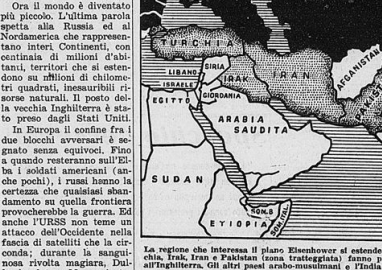 Ora il mondo è diventato
più piccolo. L'ultima parola
spetta alla Russia ed al
Nordamerica che rappresen-
tano interi Continenti, con
centinaia di milioni d'abi-
tanti, territori che si esten-
dono su milioni di chilome-
tri quadrati, inesauribili ri-
sorse naturali. Il posto del-
la vecchia Inghilterra è sta-
to preso dagli Stati Uniti.
In Europa il confine fra i
due blocchi avversari è se-
gnato senza equivoci. Fino
a quando resteranno sull'El-
ba i soldati americani (an-
che pochi), i russi hanno la
certezza che qualsiasi sban-
damento su quella frontiera
provocherebbe la guerra. Ed
anche l'URSS non teme un
attacco dell'Occidente nella
fascia di satelliti che la cir-
conda; durante la sangui-
nosa rivolta magiara, Dul-
TURCHIA
SIRIA
LIBANO
ISRAELE
IRAK
IRAN
AFGANISTAN
PAKIS
GIORDANIA
EGITTO
ARABIA
SAUDITA
SUDAN
ETIOPIA
SOM. B.
SOMALI
La regione che interessa il piano Eisenhower si estende
chia, Irak, Iran e Pakistan (zona tratteggiata) fanno p
all'Inghilterra. Gli altri paesi arabo-musulmani e l'Indi